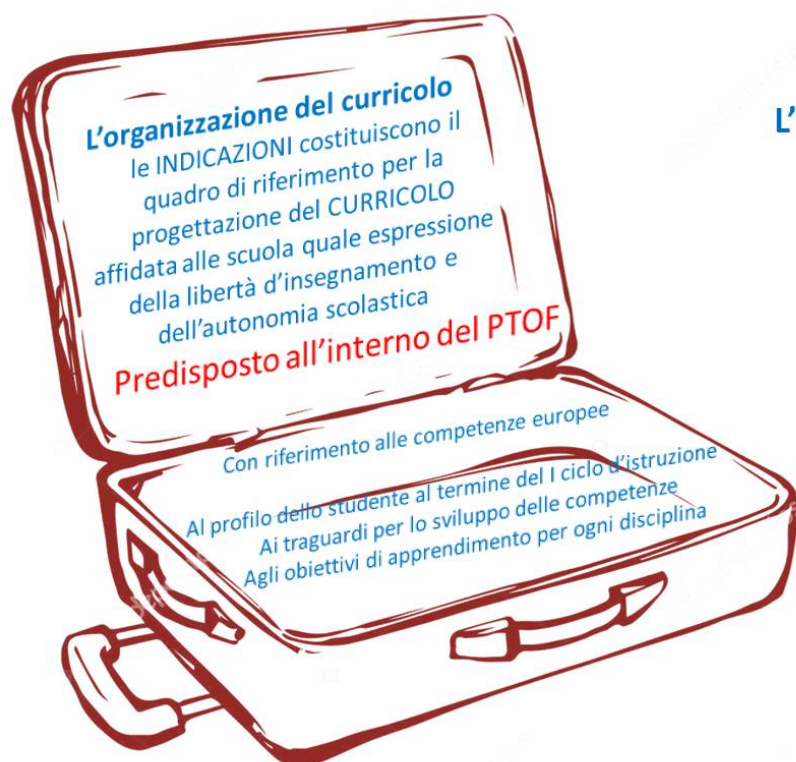 L'organizzazione del curricolo
le INDICAZIONI costituiscono il
quadro di riferimento per la
progettazione del CURRICOLO
affidata alle scuola quale espressione
della libertà d'insegnamento e
dell'autonomia scolastica
Predisposto all'interno del PTOF
Con riferimento alle competenze europee
Al profilo dello studente al termine del I ciclo d'istruzione
Ai traguardi per lo sviluppo delle competenze
Agli obiettivi di apprendimento per ogni disciplina
L'